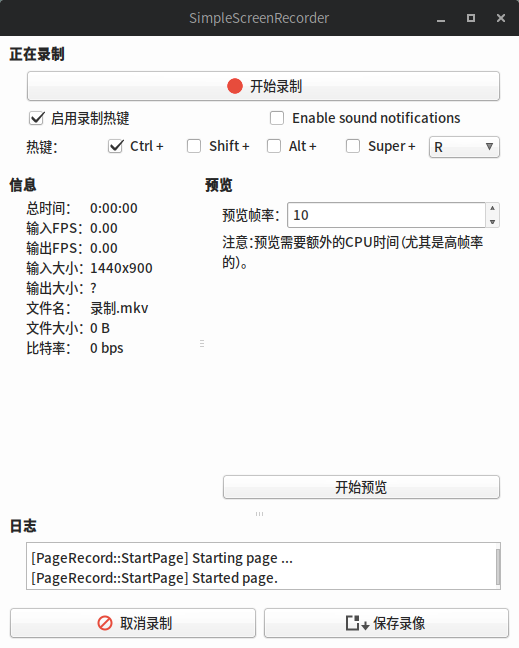 SimpleScreenRecorder
正在录制
开始录制
启用录制热键
Enable sound notifications
热键：
Ctrl +
Shift +
Alt +
Super +
R
信息
总时间： 0:00:00
输入FPS：0.00
输出FPS：0.00
输入大小：1440x900
输出大小：?
文件名： 录制.mkv
文件大小：0 B
比特率： 0 bps
预览
预览帧率：10
注意：预览需要额外的CPU时间（尤其是高帧率
的）。
开始预览
日志
[PageRecord::StartPage] Starting page ...
[PageRecord::StartPage] Started page.
取消录制
保存录像